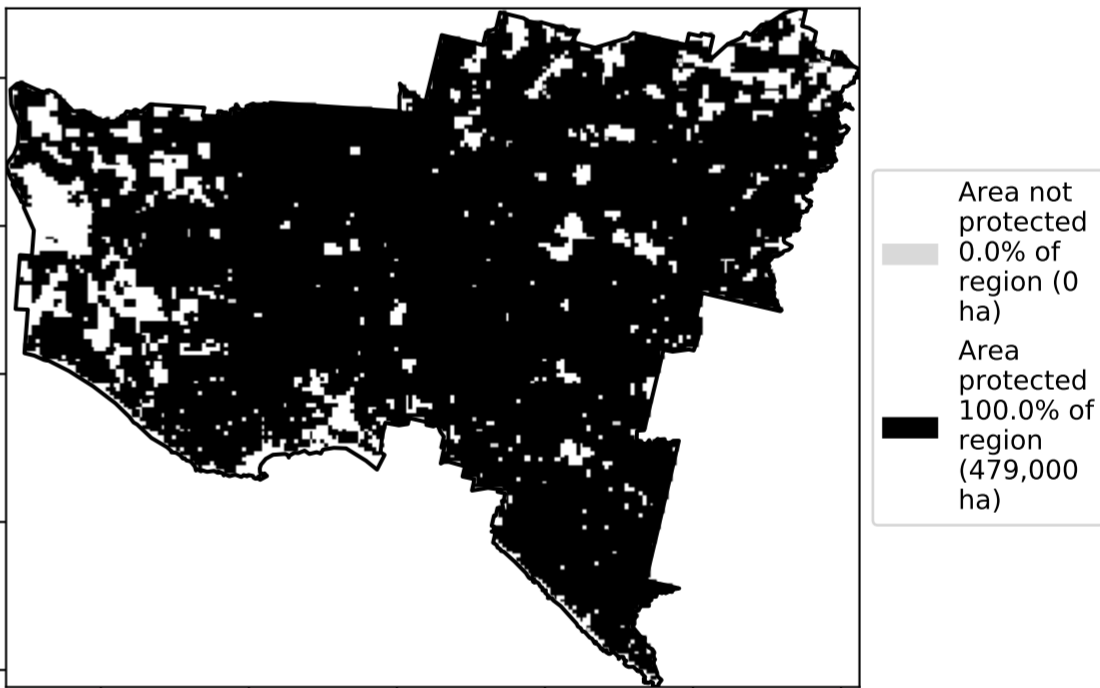 Area not
protected
0.0% of
region (0
ha)
Area
protected
100.0% of
region
(479,000
ha)